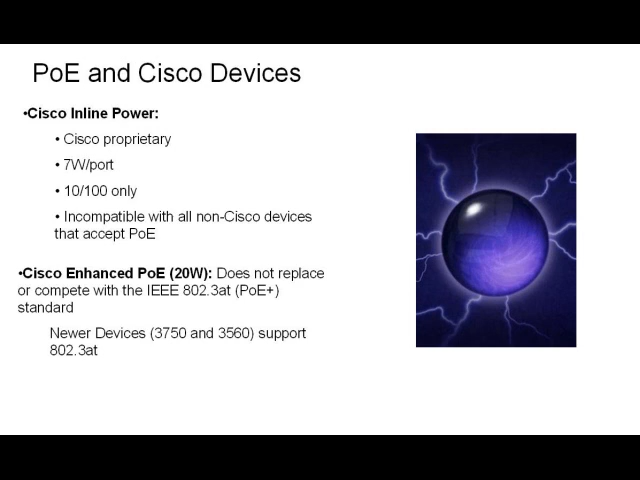 PoE and Cisco Devices
•Cisco Inline Power:
• Cisco proprietary
• 7W/port
• 10/100 only
• Incompatible with all non-Cisco devices
that accept PoE
•Cisco Enhanced PoE (20W): Does not replace
or compete with the IEEE 802.3at (PoE+)
standard
Newer Devices (3750 and 3560) support
802.3at